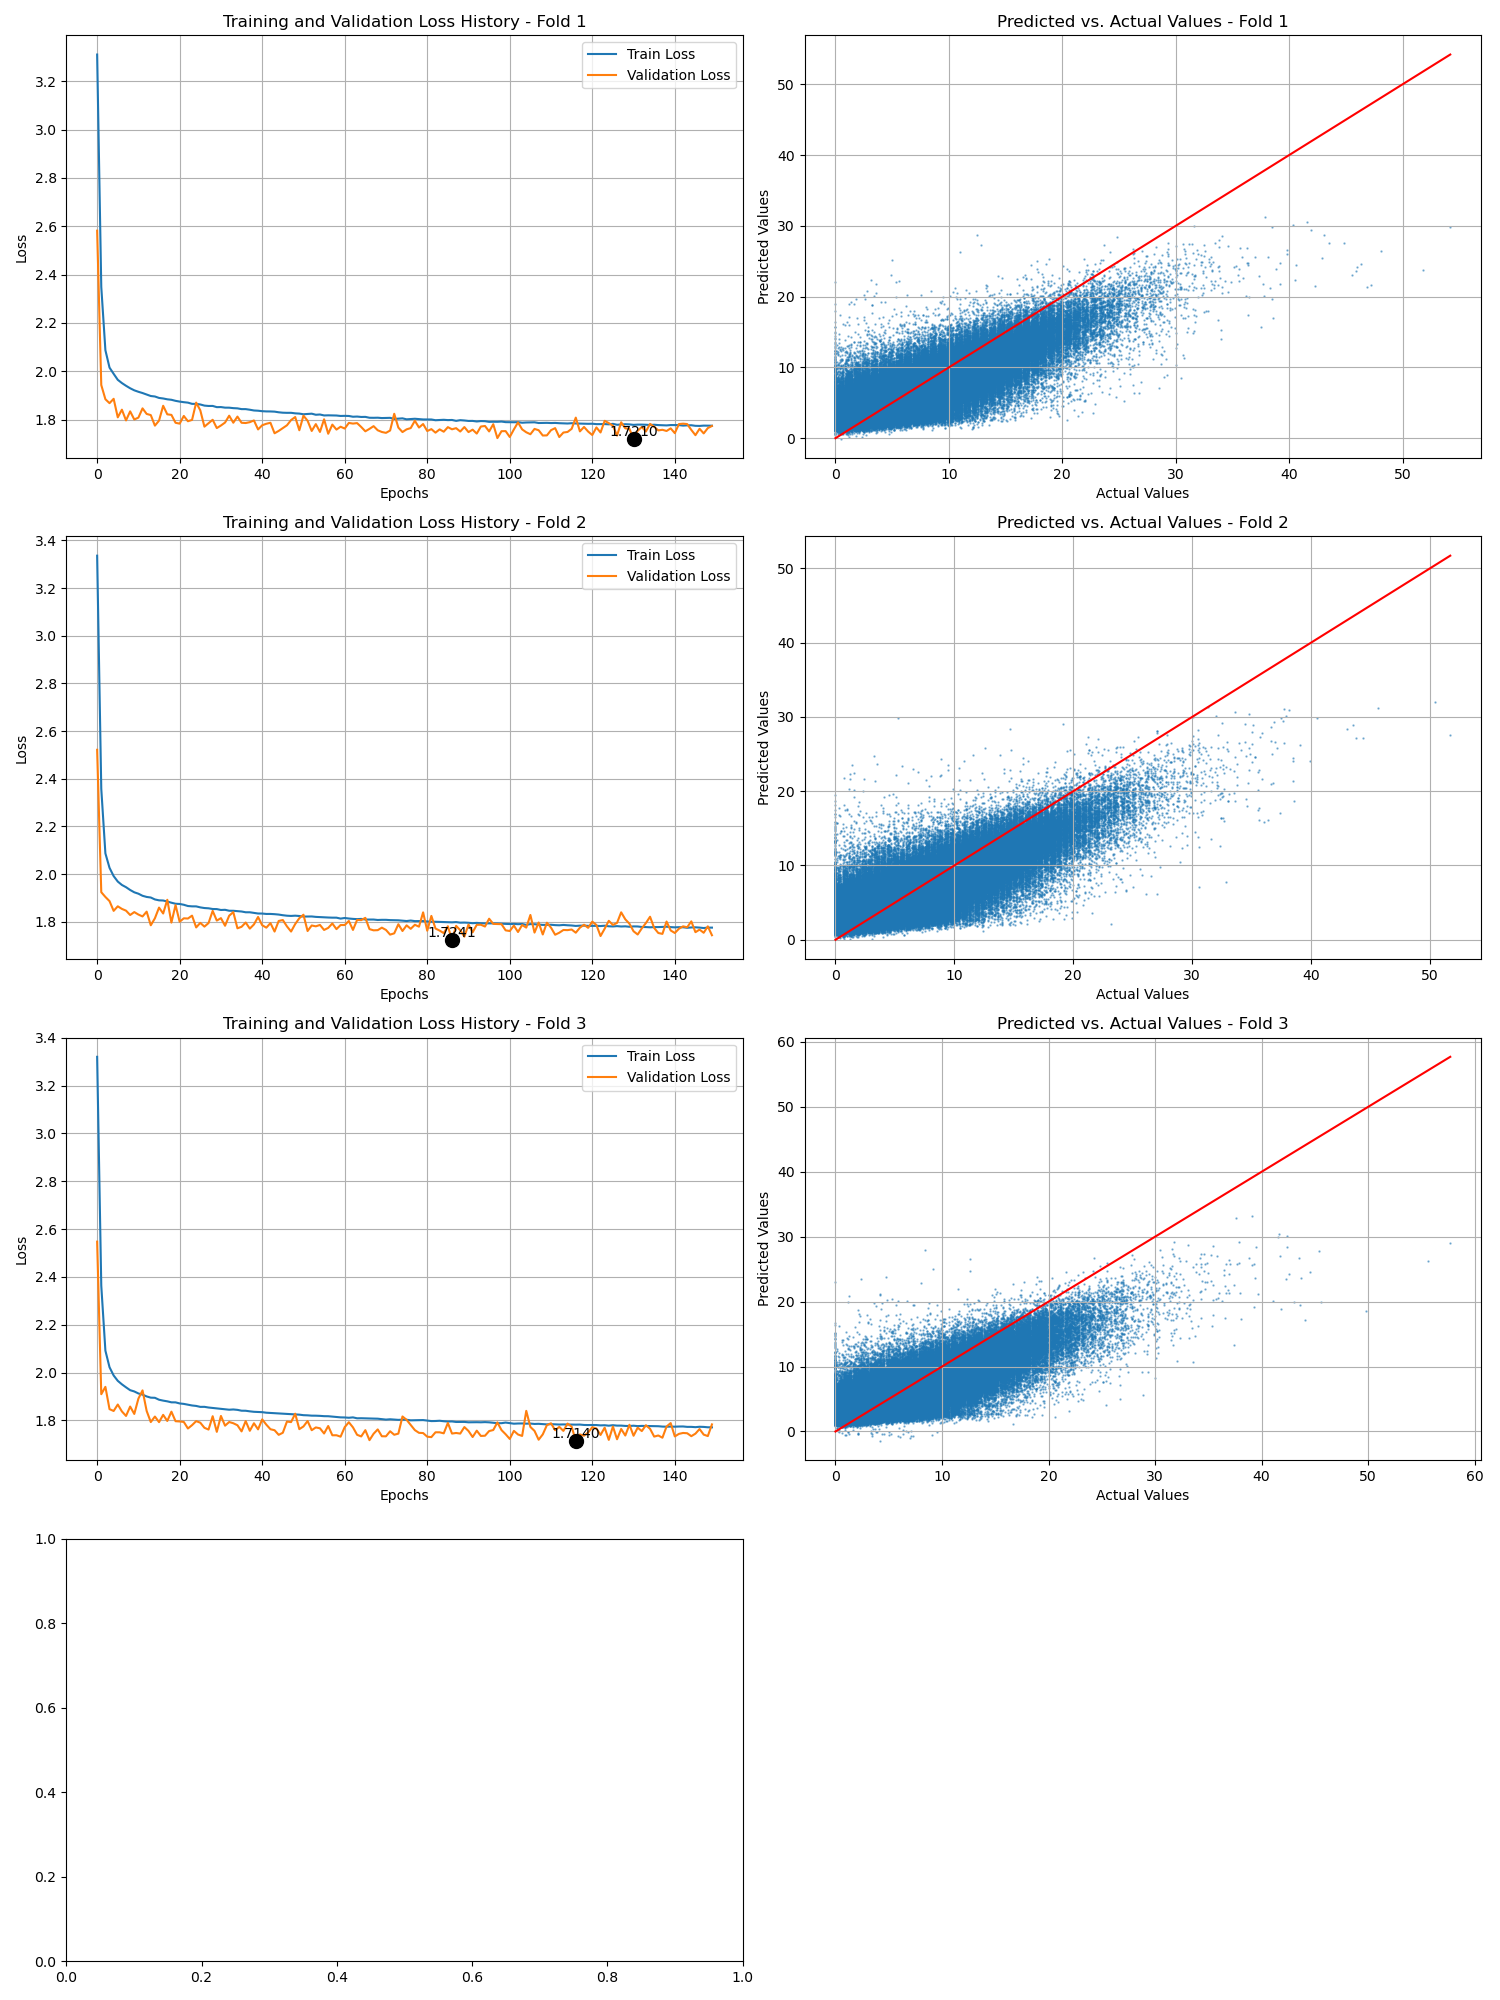 Training and Validation Loss History - Fold 1
Train Loss
Validation Loss
3.2
3.0
2.8
2.6
2.4
2.2
2.0
1.8
Loss
1.7210
0 20 40 60 80 100 120 140
Epochs
Predicted vs. Actual Values - Fold 1
50
40
30
20
10
0
Predicted Values
0 10 20 30 40 50
Actual Values
Training and Validation Loss History - Fold 2
Train Loss
Validation Loss
3.4
3.2
3.0
2.8
2.6
2.4
2.2
2.0
1.8
Loss
1.7241
0 20 40 60 80 100 120 140
Epochs
Predicted vs. Actual Values - Fold 2
50
40
30
20
10
0
Predicted Values
0 10 20 30 40 50
Actual Values
Training and Validation Loss History - Fold 3
Train Loss
Validation Loss
3.4
3.2
3.0
2.8
2.6
2.4
2.2
2.0
1.8
Loss
1.7140
0 20 40 60 80 100 120 140
Epochs
Predicted vs. Actual Values - Fold 3
60
50
40
30
20
10
0
Predicted Values
0 10 20 30 40 50 60
Actual Values
1.0
0.8
0.6
0.4
0.2
0.0
0.0 0.2 0.4 0.6 0.8 1.0